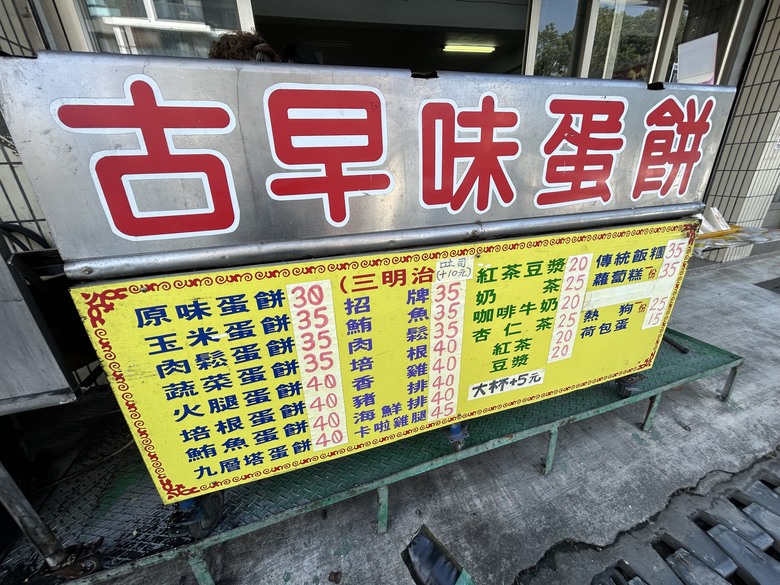 古早味蛋餅
原味蛋餅 30
玉米蛋餅 35
肉鬆蛋餅 35
蔬菜蛋餅 35
火腿蛋餅 40
培根蛋餅 40
鮪魚蛋餅 40
九層塔蛋餅 40
(三明治 吐司(+10元)
招牌 35
鮪魚 35
肉鬆 35
培根 40
香雞 40
豬排 40
海鮮排 40
卡啦雞腿 45
紅茶豆漿 20
奶茶 25
咖啡牛奶 20
杏仁茶 25
紅茶 20
豆漿 20
大杯+5元
傳統飯糰 35
蘿蔔糕一份 35
熱狗一份 25
荷包蛋 15